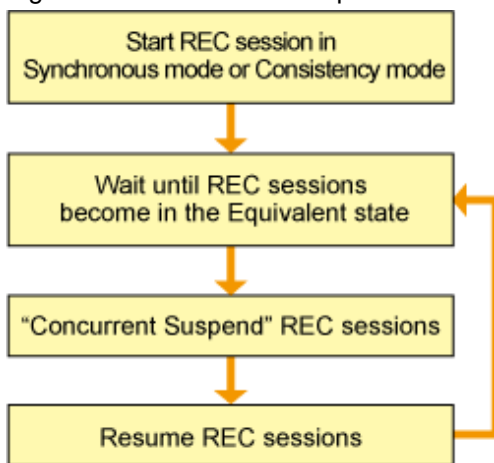 Start REC session in
Synchronous mode or Consistency mode
Wait until REC sessions
become in the Equivalent state
“Concurrent Suspend” REC sessions
Resume REC sessions